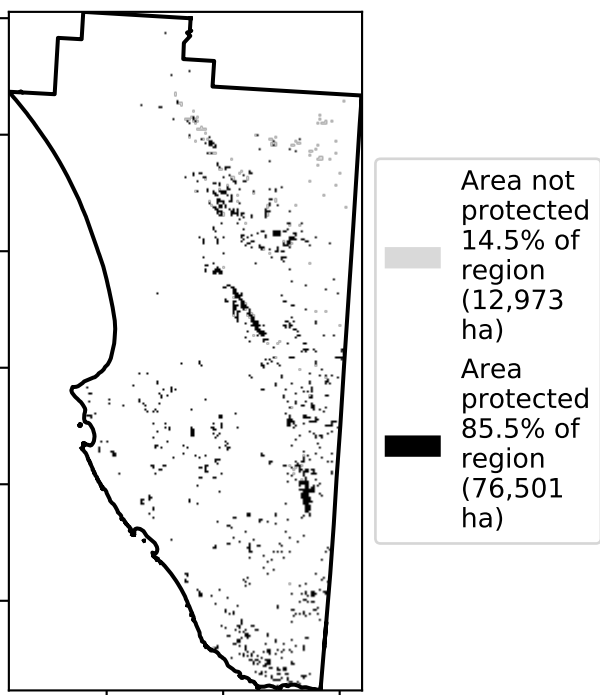 Area not
protected
14.5% of
region
(12,973
ha)
Area
protected
85.5% of
region
(76,501
ha)